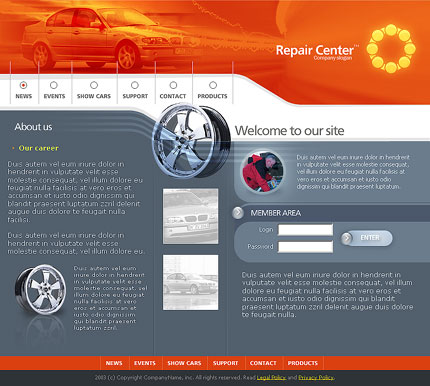 Repair Center™
Company slogan
NEWS
EVENTS
SHOW CARS
SUPPORT
CONTACT
PRODUCTS
About us
Our career
Duis autem vel eum iriure dolor in
hendrerit in vulputate velit esse
molestie consequat, vel illum dolore eu
feugiat nulla facilisis at vero eros et
accumsan et iusto odio dignissim qui
blandit praesent luptatum zzril delenit
augue duis dolore te feugait nulla
facilisi.
Duis autem vel eum iriure dolor in
hendrerit in vulputate velit esse
molestie consequat, vel illum dolore eu.
Duis autem vel eum
iriure dolor in
hendrerit in vulputate
velit esse molestie
consequat, vel illum
dolore eu feugiat nulla
facilisis at vero eros et
accumsan et iusto odio
dignissim qui blandit
praesent luptatum
zzril.
Welcome to our site
Duis autem vel eum iriure dolor in
hendrerit in vulputate velit esse
molestie consequat, vel illum dolore
eu feugiat nulla facilisis at vero eros
et accumsan et iusto odio dignissim
qui blandit praesent luptatum.
MEMBER AREA
Login
Password
ENTER
Duis autem vel eum iriure dolor in hendrerit in
vulputate velit esse molestie consequat, vel
illum dolore eu feugiat nulla facilisis at vero
eros et accumsan et iusto odio dignissim qui
blandit praesent luptatum zzril delenit augue
duis dolore te feugait nulla.
NEWS
EVENTS
SHOW CARS
SUPPORT
CONTACT
PRODUCTS
2003 (c) Copyright CompanyName, Inc. All rights reserved. Read Legal Policy and Privacy Policy.